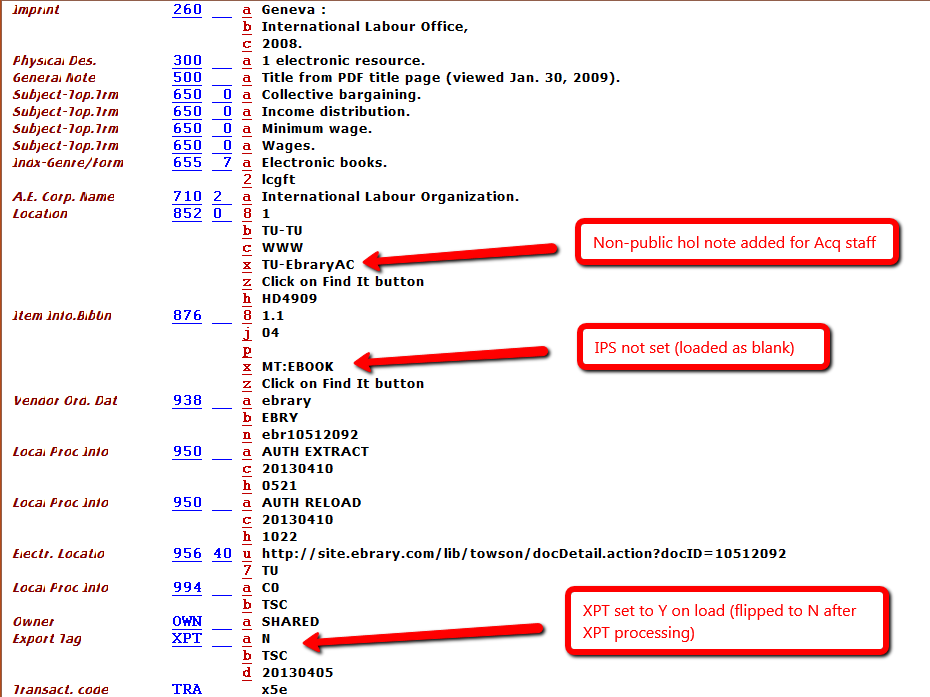 Imprint 260 __ a Geneva :
b International Labour Office,
c 2008.
Physical Des. 300 __ a 1 electronic resource.
General Note 500 __ a Title from PDF title page (viewed Jan. 30, 2009).
Subject-Top.Trm 650 _0 a Collective bargaining.
Subject-Top.Trm 650 _0 a Income distribution.
Subject-Top.Trm 650 _0 a Minimum wage.
Subject-Top.Trm 650 _0 a Wages.
Indx-Genre/Form 655 _7 a Electronic books.
2 lcgft
A.E. Corp. Name 710 2_ a International Labour Organization.
Location 852 0_ 8 1
b TU-TU
c WWW
x TU-EbraryAC
z Click on Find It button
h HD4909
Non-public hol note added for Acq staff
Item Info.BibUn 876 __ 8 1.1
j 04
p
x MT:EBOOK
z Click on Find It button
IPS not set (loaded as blank)
Vendor Ord. Dat 938 __ a ebrary
b EBRY
n ebr10512092
Local Proc Info 950 __ a AUTH EXTRACT
c 20130410
h 0521
Local Proc Info 950 __ a AUTH RELOAD
c 20130410
h 1022
Electr. Locatio 956 40 u http://site.ebrary.com/lib/towson/docDetail.action?docID=10512092
7 TU
Local Proc Info 994 __ a C0
b TSC
Owner OWN __ a SHARED
Export Tag XPT __ a N
b TSC
d 20130405
XPT set to Y on load (flipped to N after
XPT processing)
Transact. code TRA x5e